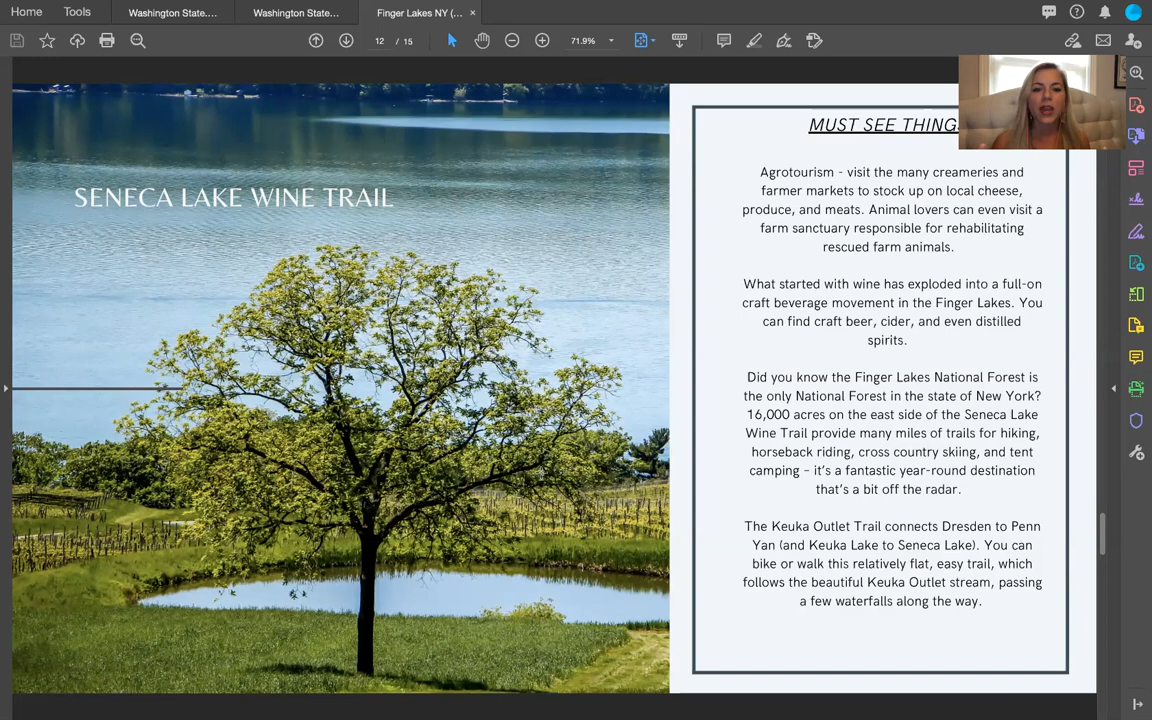 Home
Tools
Washington State....
Washington State...
Finger Lakes NY (... ×
12 / 15
71.9%
SENECA LAKE WINE TRAIL
MUST SEE THINGS
Agrotourism - visit the many creameries and
farmer markets to stock up on local cheese,
produce, and meats. Animal lovers can even visit a
farm sanctuary responsible for rehabilitating
rescued farm animals.
What started with wine has exploded into a full-on
craft beverage movement in the Finger Lakes. You
can find craft beer, cider, and even distilled
spirits.
Did you know the Finger Lakes National Forest is
the only National Forest in the state of New York?
16,000 acres on the east side of the Seneca Lake
Wine Trail provide many miles of trails for hiking,
horseback riding, cross country skiing, and tent
camping – it's a fantastic year-round destination
that's a bit off the radar.
The Keuka Outlet Trail connects Dresden to Penn
Yan (and Keuka Lake to Seneca Lake). You can
bike or walk this relatively flat, easy trail, which
follows the beautiful Keuka Outlet stream, passing
a few waterfalls along the way.